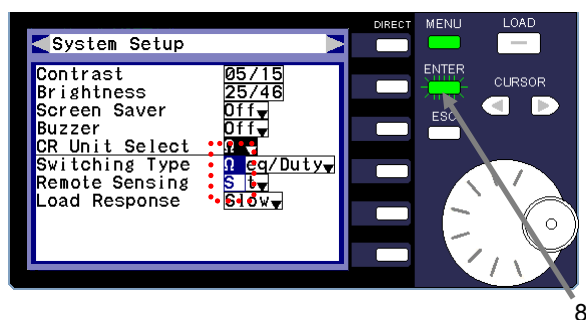 DIRECT MENU LOAD
System Setup
ENTER
CURSOR
ESC
Contrast 05/15
Brightness 25/46
Screen Saver Off
Buzzer Off
CR Unit Select Ω
Switching Type Ω eq/Duty
Remote Sensing S t
Load Response Slow
8